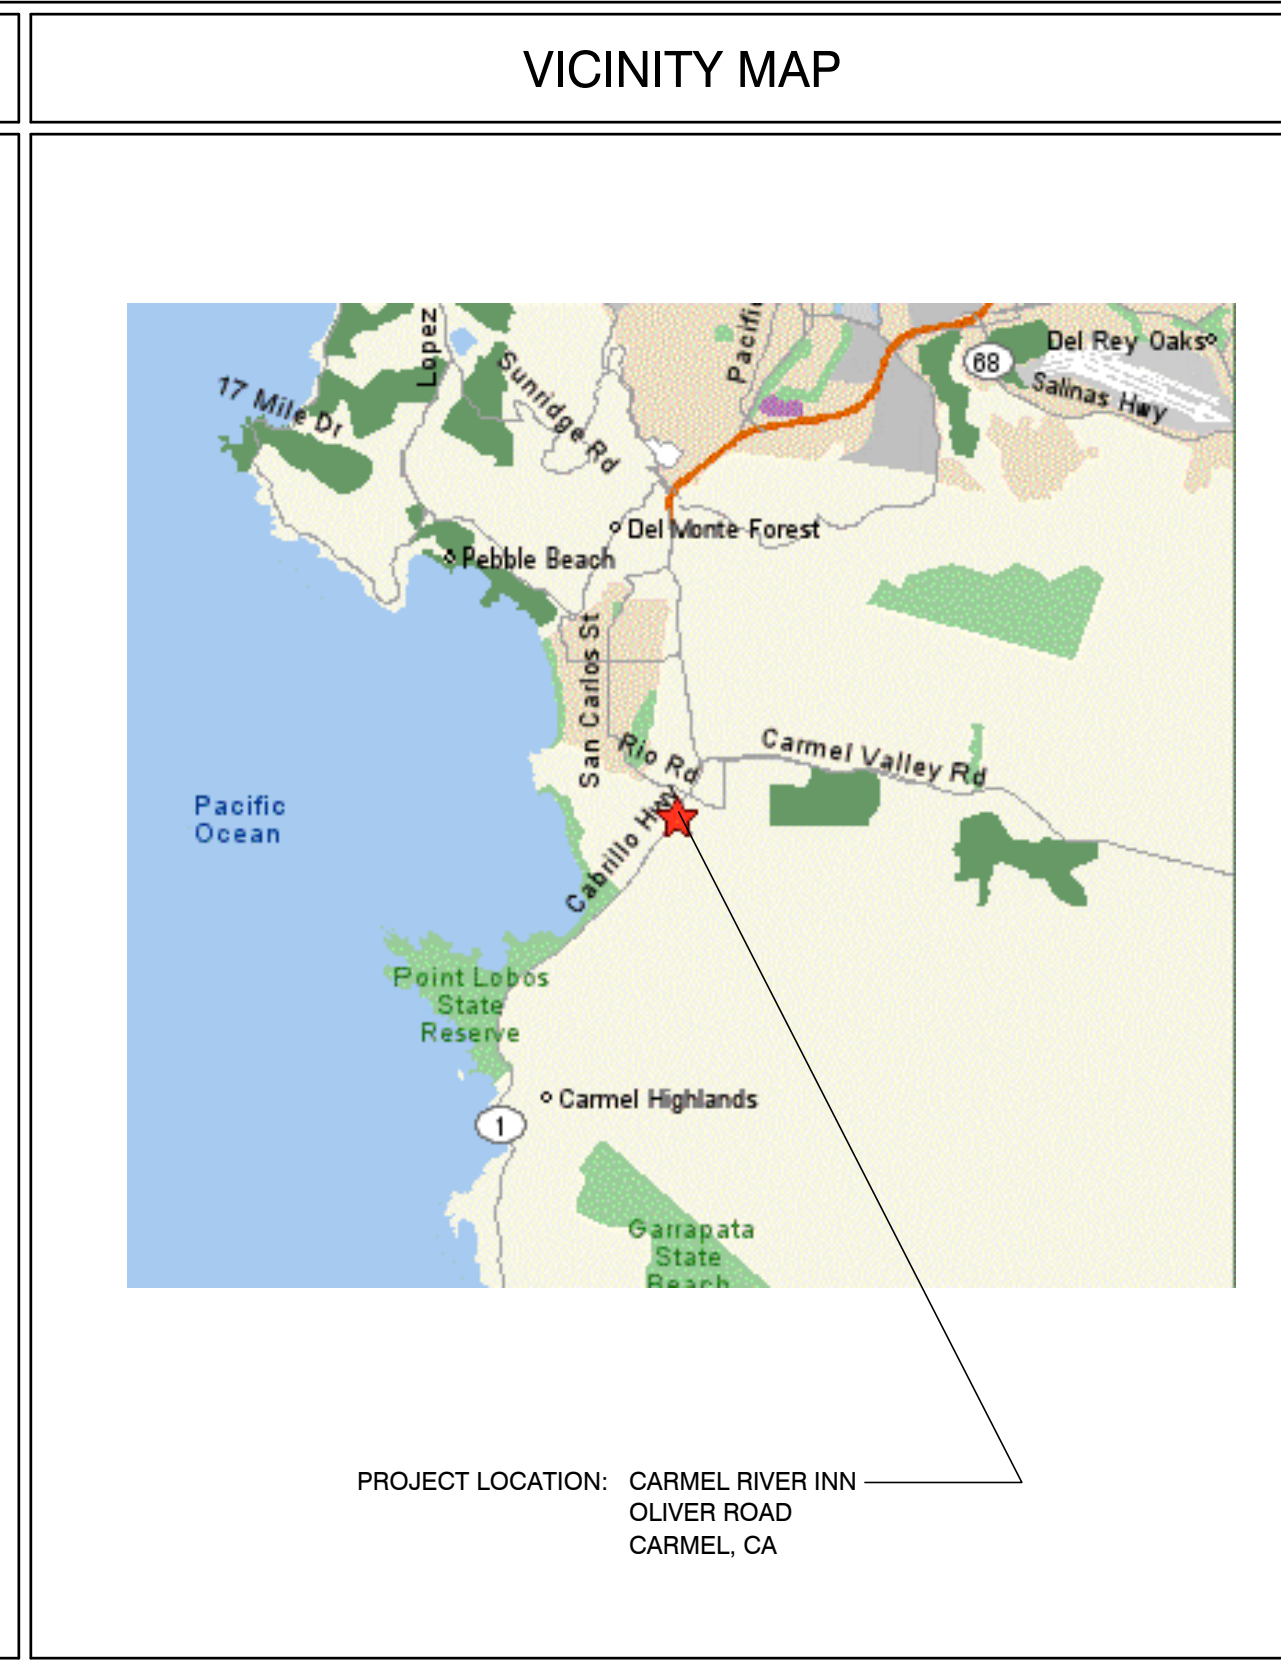 VICINITY MAP
Lopez
Pacific
Del Rey Oaks
68
Salinas Hwy
Sunridge Rd
17 Mile Dr
Del Monte Forest
Pebble Beach
San Carlos St
Rio Rd
Carmel Valley Rd
Pacific
Ocean
Cabrillo Hwy
Point Lobos
State
Reserve
Carmel Highlands
1
Garrapata
State
Beach
PROJECT LOCATION: CARMEL RIVER INN
OLIVER ROAD
CARMEL, CA